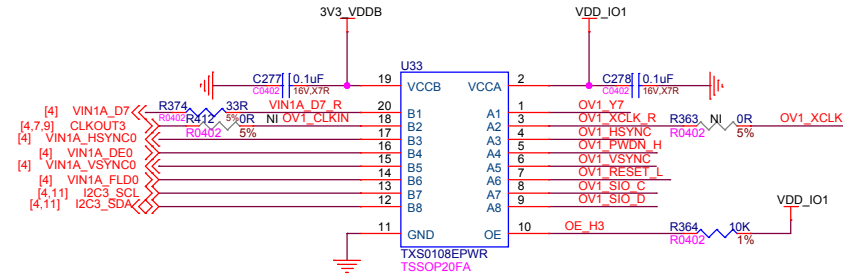 3V3_VDDB VDD_IO1
U33
C277 0.1uF 19 VCCB VCCA 2 C278 0.1uF
C0402 16V,X7R C0402 16V,X7R
[4] VIN1A_D7 R374 33R VIN1A_D7_R 20 B1 A1 1 OV1_Y7
R0402 5%
[4,7,9] CLKOUT3 R412 0R NI OV1_CLKIN 18 B2 A2 3 OV1_XCLK_R R363 NI 0R OV1_XCLK
R0402 5% R0402 5%
[4] VIN1A_HSYNC0 17 B3 A3 4 OV1_HSYNC
[4] VIN1A_DE0 16 B4 A4 5 OV1_PWDN_H
[4] VIN1A_VSYNC0 15 B5 A5 6 OV1_VSYNC
[4] VIN1A_FLD0 14 B6 A6 7 OV1_RESET_L
[4,11] I2C3_SCL 13 B7 A7 8 OV1_SIO_C
[4,11] I2C3_SDA 12 B8 A8 9 OV1_SIO_D
VDD_IO1
11 GND OE 10 OE_H3 R364 10K
R0402 1%
TXS0108EPWR
TSSOP20FA